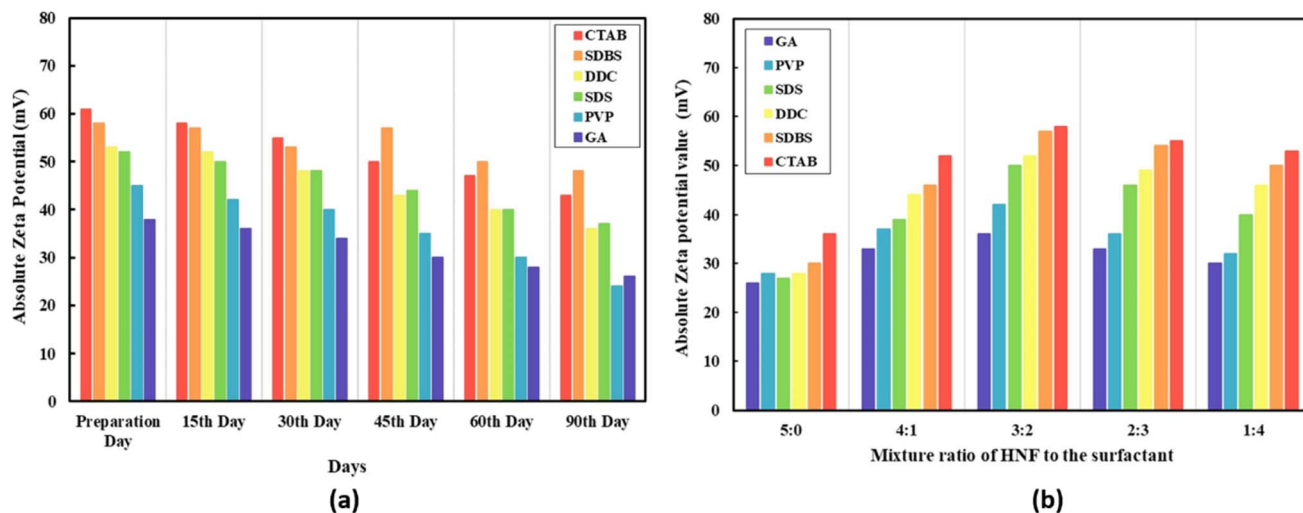 Absolute Zeta Potential (mV)
80
70
60
50
40
30
20
10
0
CTAB
SDBS
DDC
SDS
PVP
GA
Preparation Day
15th Day
30th Day
45th Day
60th Day
90th Day
Days
(a)
Absolute Zeta potential value (mV)
80
70
60
50
40
30
20
10
0
GA
PVP
SDS
DDC
SDBS
CTAB
5:0
4:1
3:2
2:3
1:4
Mixture ratio of HNF to the surfactant
(b)